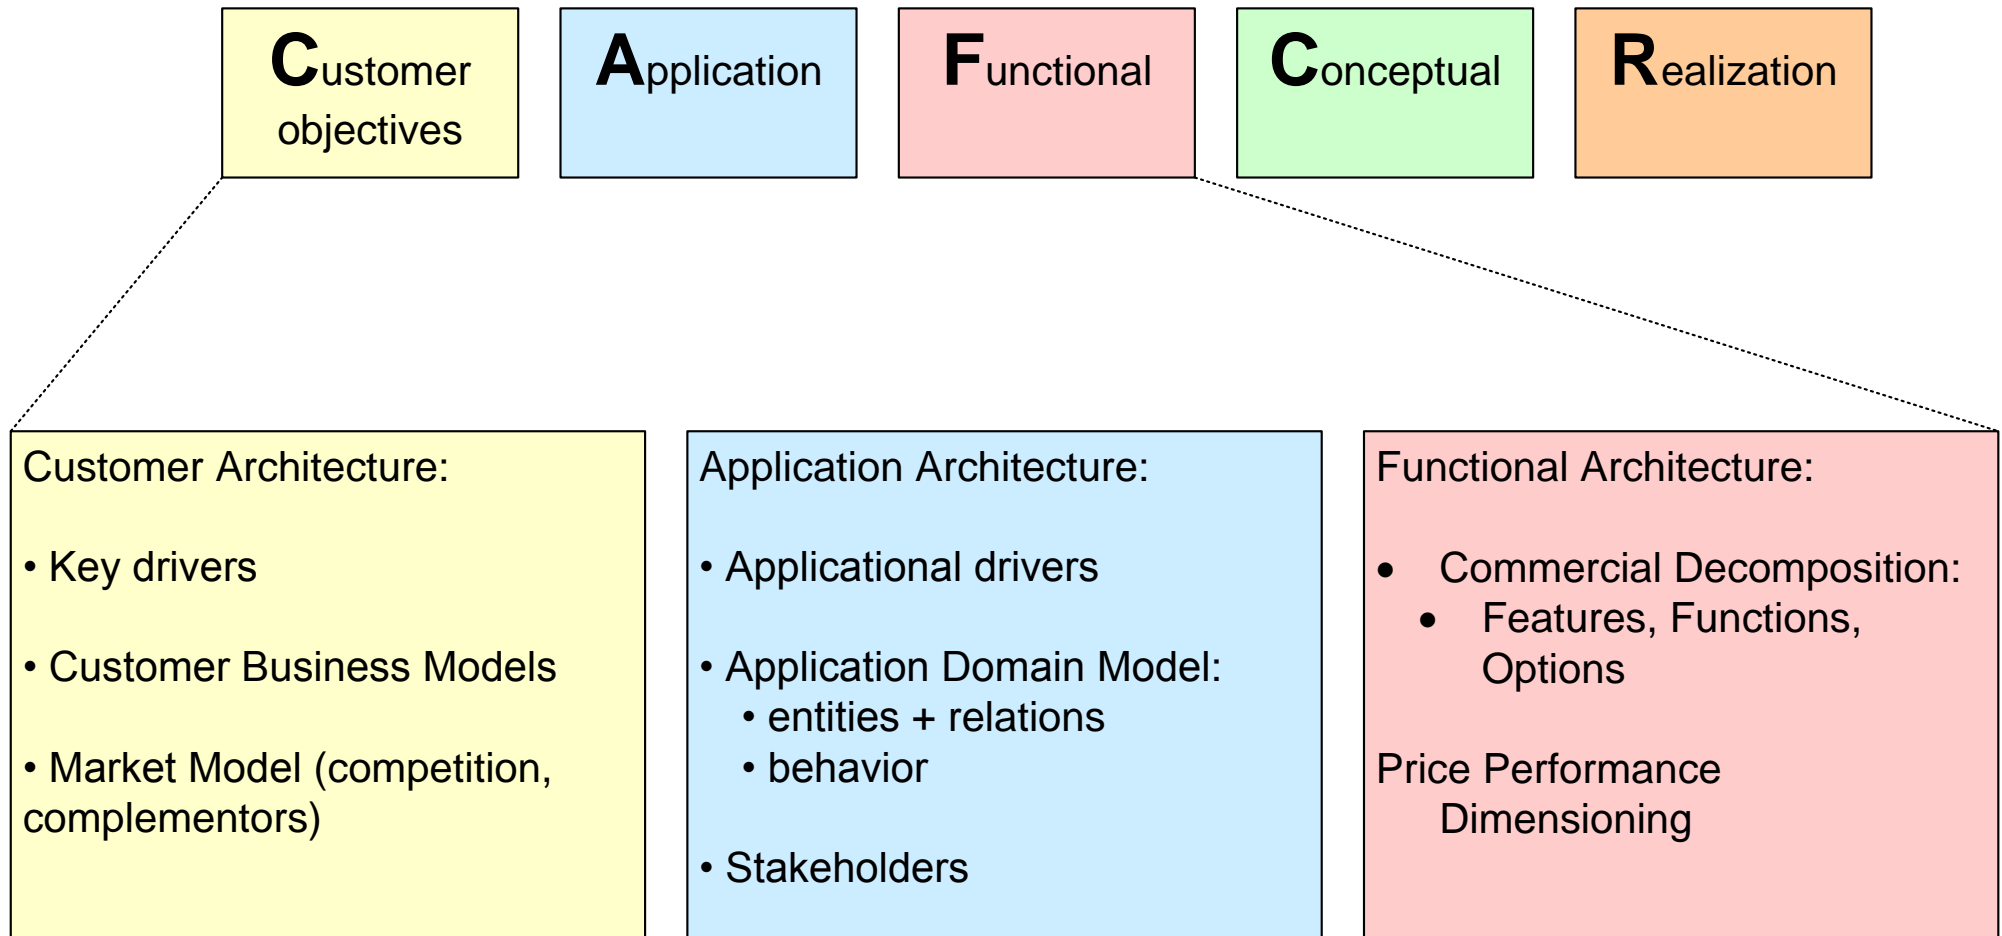 Customer
objectives
Application
Functional
Conceptual
Realization
Customer Architecture:
• Key drivers
• Customer Business Models
• Market Model (competition,
complementors)
Application Architecture:
• Applicational drivers
• Application Domain Model:
• entities + relations
• behavior
• Stakeholders
Functional Architecture:
• Commercial Decomposition:
• Features, Functions,
Options
Price Performance
Dimensioning